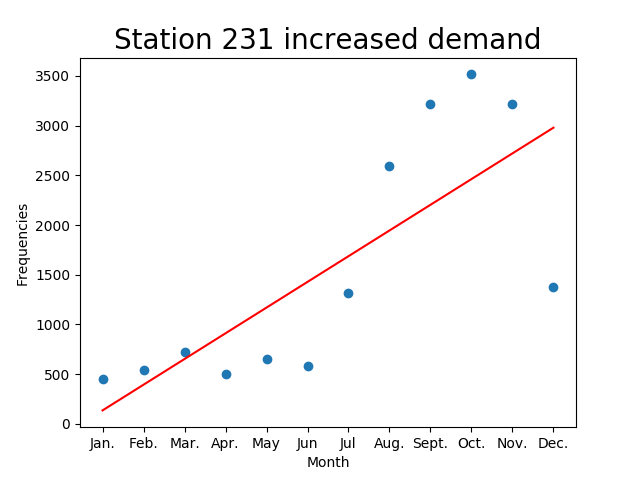 Station 231 increased demand
3500
3000
2500
2000
1500
1000
500
0
Frequencies
Jan. Feb. Mar. Apr. May Jun Jul Aug. Sept. Oct. Nov. Dec.
Month